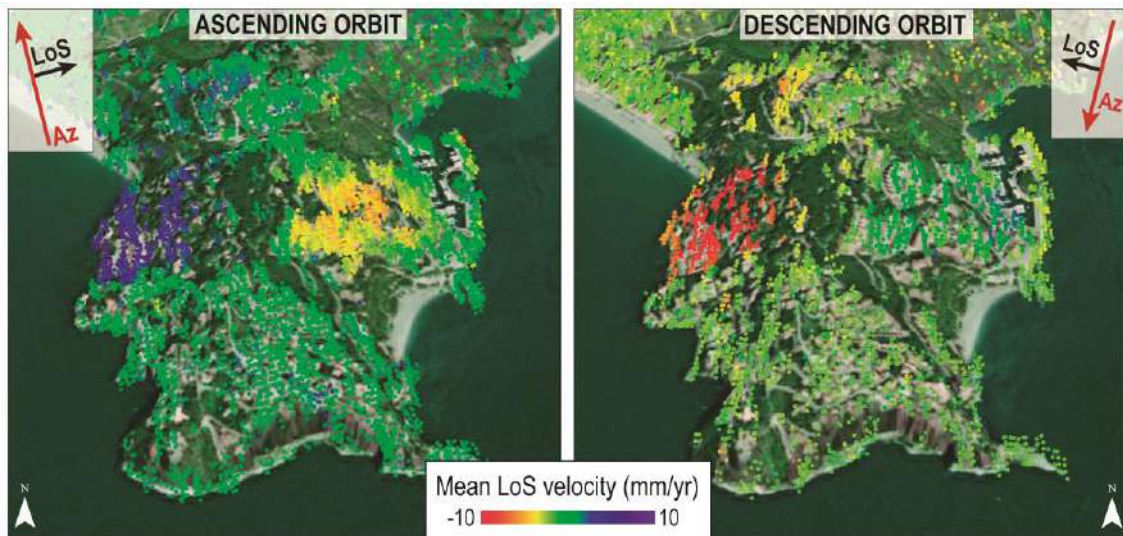 ASCENDING ORBIT
LoS
Az
N
DESCENDING ORBIT
LoS
Az
N
Mean LoS velocity (mm/yr)
-10 10